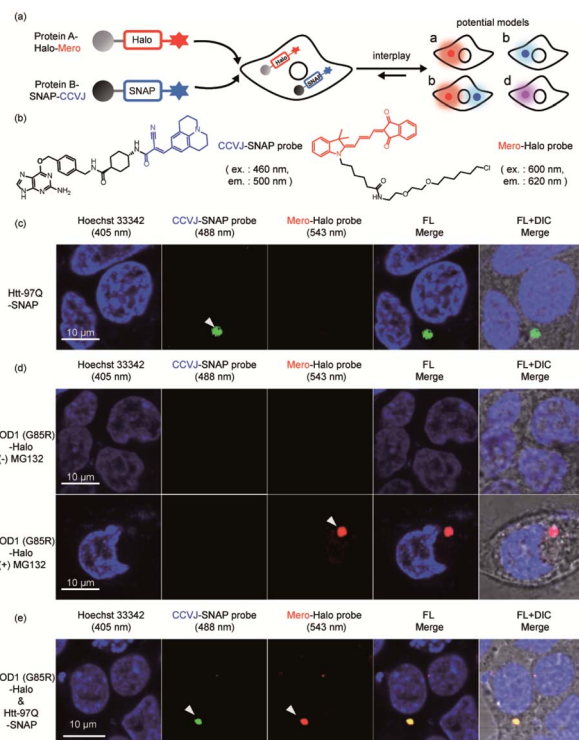 (a)
Protein A-
Halo-
Mero
Halo
Protein B-
SNAP-CCVJ
SNAP
Halo
SNAP
interplay
potential models
a
b
b
d
(b)
CCVJ-SNAP probe
( ex. : 460 nm,
em. : 500 nm )
Mero-Halo probe
( ex. : 600 nm,
em. : 620 nm )
O
N
N
N
H
N
NH2
N
H
O
H
N
O
CN
N
O
O
N
O
HN
O
O
Cl
(c)
Hoechst 33342
(405 nm)
CCVJ-SNAP probe
(488 nm)
Mero-Halo probe
(543 nm)
FL
Merge
FL+DIC
Merge
Htt-97Q
-SNAP
10 μm
(d)
Hoechst 33342
(405 nm)
CCVJ-SNAP probe
(488 nm)
Mero-Halo probe
(543 nm)
FL
Merge
FL+DIC
Merge
OD1 (G85R)
-Halo
(-) MG132
10 μm
OD1 (G85R)
-Halo
(+) MG132
10 μm
(e)
Hoechst 33342
(405 nm)
CCVJ-SNAP probe
(488 nm)
Mero-Halo probe
(543 nm)
FL
Merge
FL+DIC
Merge
OD1 (G85R)
-Halo
&
Htt-97Q
-SNAP
10 μm